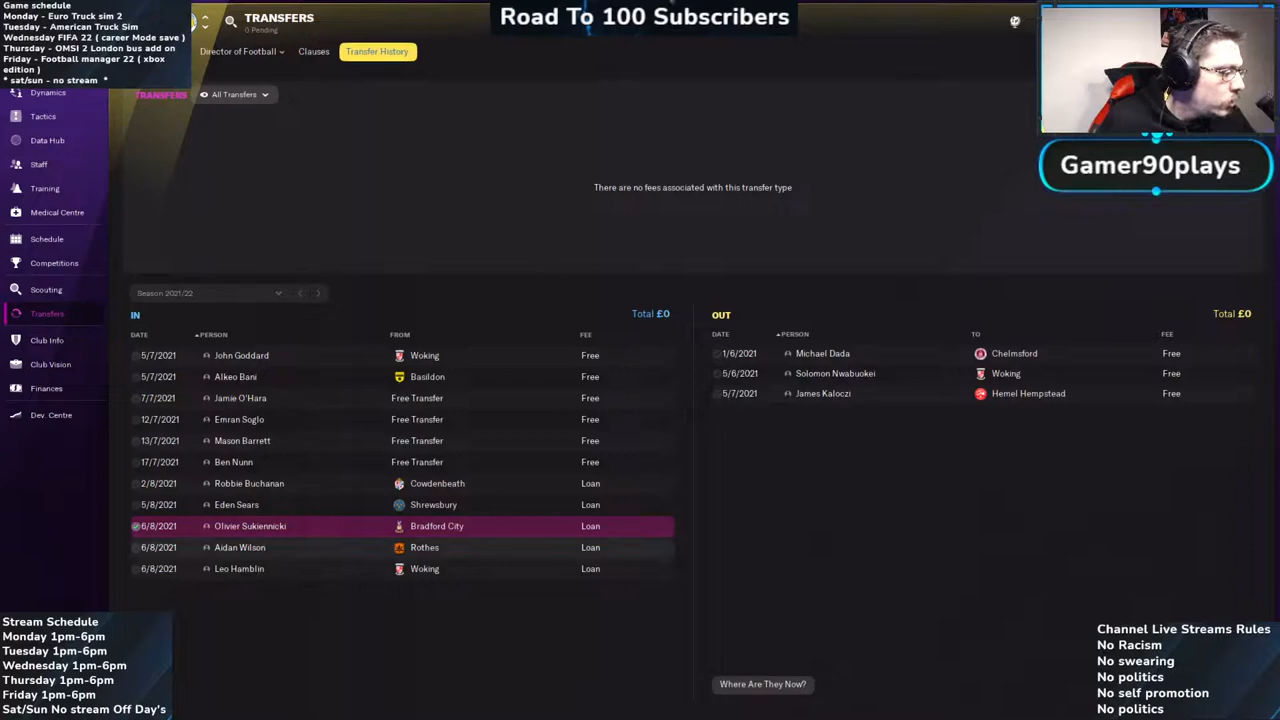 Game schedule
Monday - Euro Truck sim 2
Tuesday - American Truck Sim
Wednesday FIFA 22 ( career Mode save )
Thursday - OMSI 2 London bus add on
Friday - Football manager 22 ( xbox
edition )
* sat/sun - no stream *
TRANSFERS
0 Pending
Road To 100 Subscribers
Director of Football
Clauses
Transfer History
Gamer90plays
TRANSFERS
All Transfers
There are no fees associated with this transfer type
Dynamics
Tactics
Data Hub
Staff
Training
Medical Centre
Schedule
Competitions
Scouting
Transfers
Club Info
Club Vision
Finances
Dev. Centre
Season 2021/22
IN
Total £0
DATE PERSON FROM FEE
5/7/2021 John Goddard Woking Free
5/7/2021 Alkeo Bani Basildon Free
7/7/2021 Jamie O'Hara Free Transfer Free
12/7/2021 Emran Soglo Free Transfer Free
13/7/2021 Mason Barrett Free Transfer Free
17/7/2021 Ben Nunn Free Transfer Free
2/8/2021 Robbie Buchanan Cowdenbeath Loan
5/8/2021 Eden Sears Shrewsbury Loan
6/8/2021 Olivier Sukiennicki Bradford City Loan
6/8/2021 Aidan Wilson Rothes Loan
6/8/2021 Leo Hamblin Woking Loan
OUT
Total £0
DATE PERSON TO FEE
1/6/2021 Michael Dada Chelmsford Free
5/6/2021 Solomon Nwabuokei Woking Free
5/7/2021 James Kaloczi Hemel Hempstead Free
Where Are They Now?
Stream Schedule
Monday 1pm-6pm
Tuesday 1pm-6pm
Wednesday 1pm-6pm
Thursday 1pm-6pm
Friday 1pm-6pm
Sat/Sun No stream Off Day's
Channel Live Streams Rules
No Racism
No swearing
No politics
No self promotion
No politics